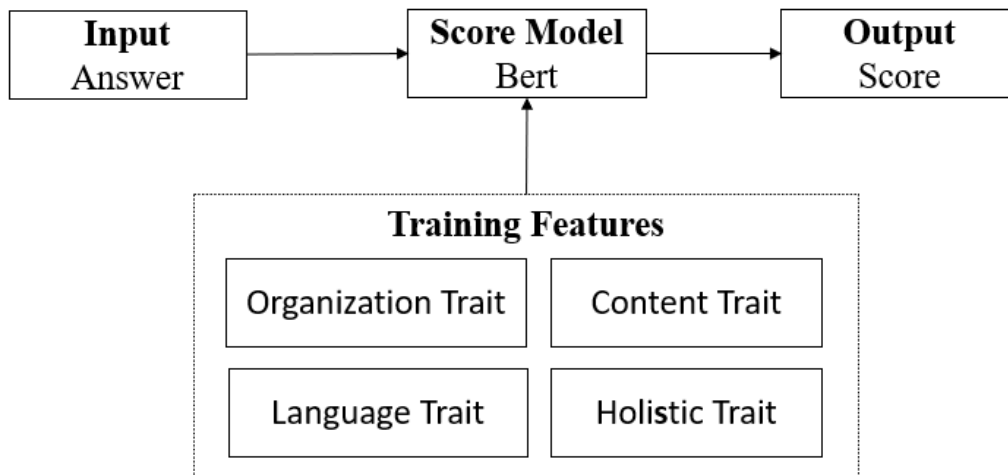 Input
Answer
Score Model
Bert
Output
Score
Training Features
Organization Trait
Content Trait
Language Trait
Holistic Trait